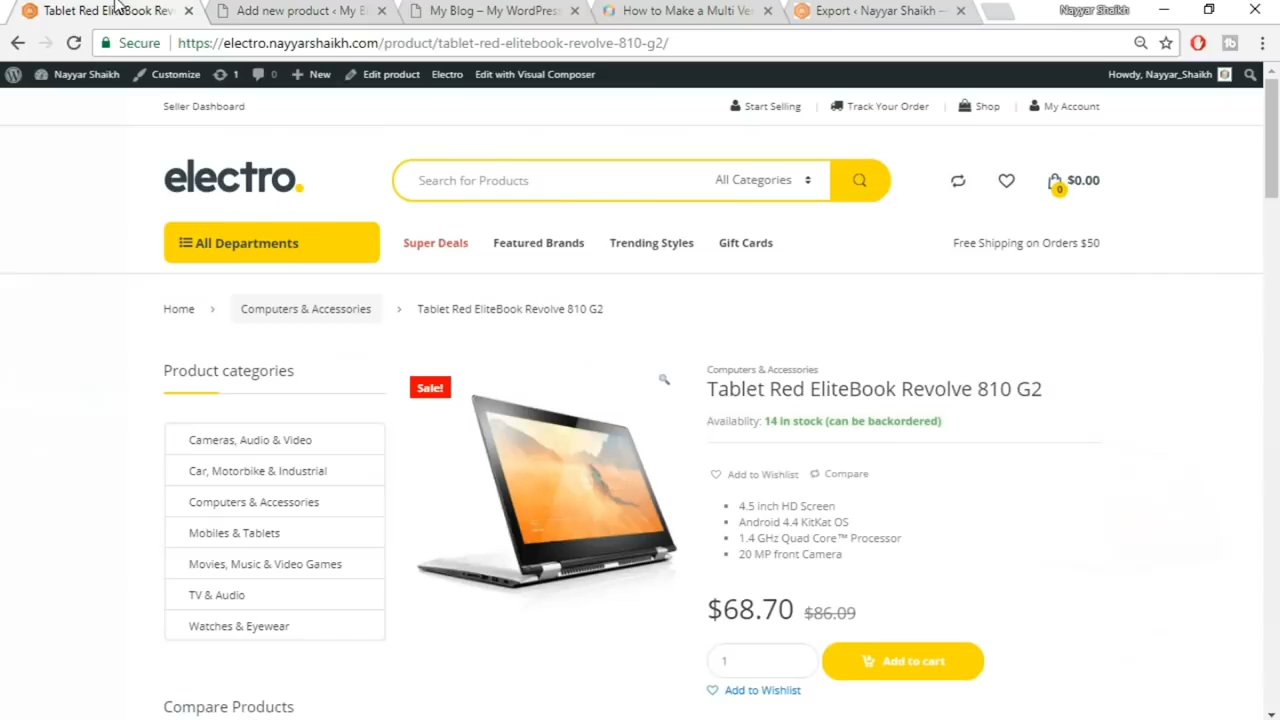 Tablet Red EliteBook Rev
Add new product ‹ My B
My Blog – My WordPress
How to Make a Multi Ve
Export ‹ Nayyar Shaikh —
Nayyar Shaikh
Secure https://electro.nayyarshaikh.com/product/tablet-red-elitebook-revolve-810-g2/
Nayyar Shaikh Customize 1 0 New Edit product Electro Edit with Visual Composer Howdy, Nayyar_Shaikh
Seller Dashboard Start Selling Track Your Order Shop My Account
electro.
Search for Products All Categories
0 $0.00
All Departments Super Deals Featured Brands Trending Styles Gift Cards Free Shipping on Orders $50
Home › Computers & Accessories › Tablet Red EliteBook Revolve 810 G2
Product categories
Cameras, Audio & Video
Car, Motorbike & Industrial
Computers & Accessories
Mobiles & Tablets
Movies, Music & Video Games
TV & Audio
Watches & Eyewear
Compare Products
Sale!
Computers & Accessories
Tablet Red EliteBook Revolve 810 G2
Availablity: 14 in stock (can be backordered)
Add to Wishlist Compare
• 4.5 inch HD Screen
• Android 4.4 KitKat OS
• 1.4 GHz Quad Core™ Processor
• 20 MP front Camera
$68.70 $86.09
1 Add to cart
Add to Wishlist